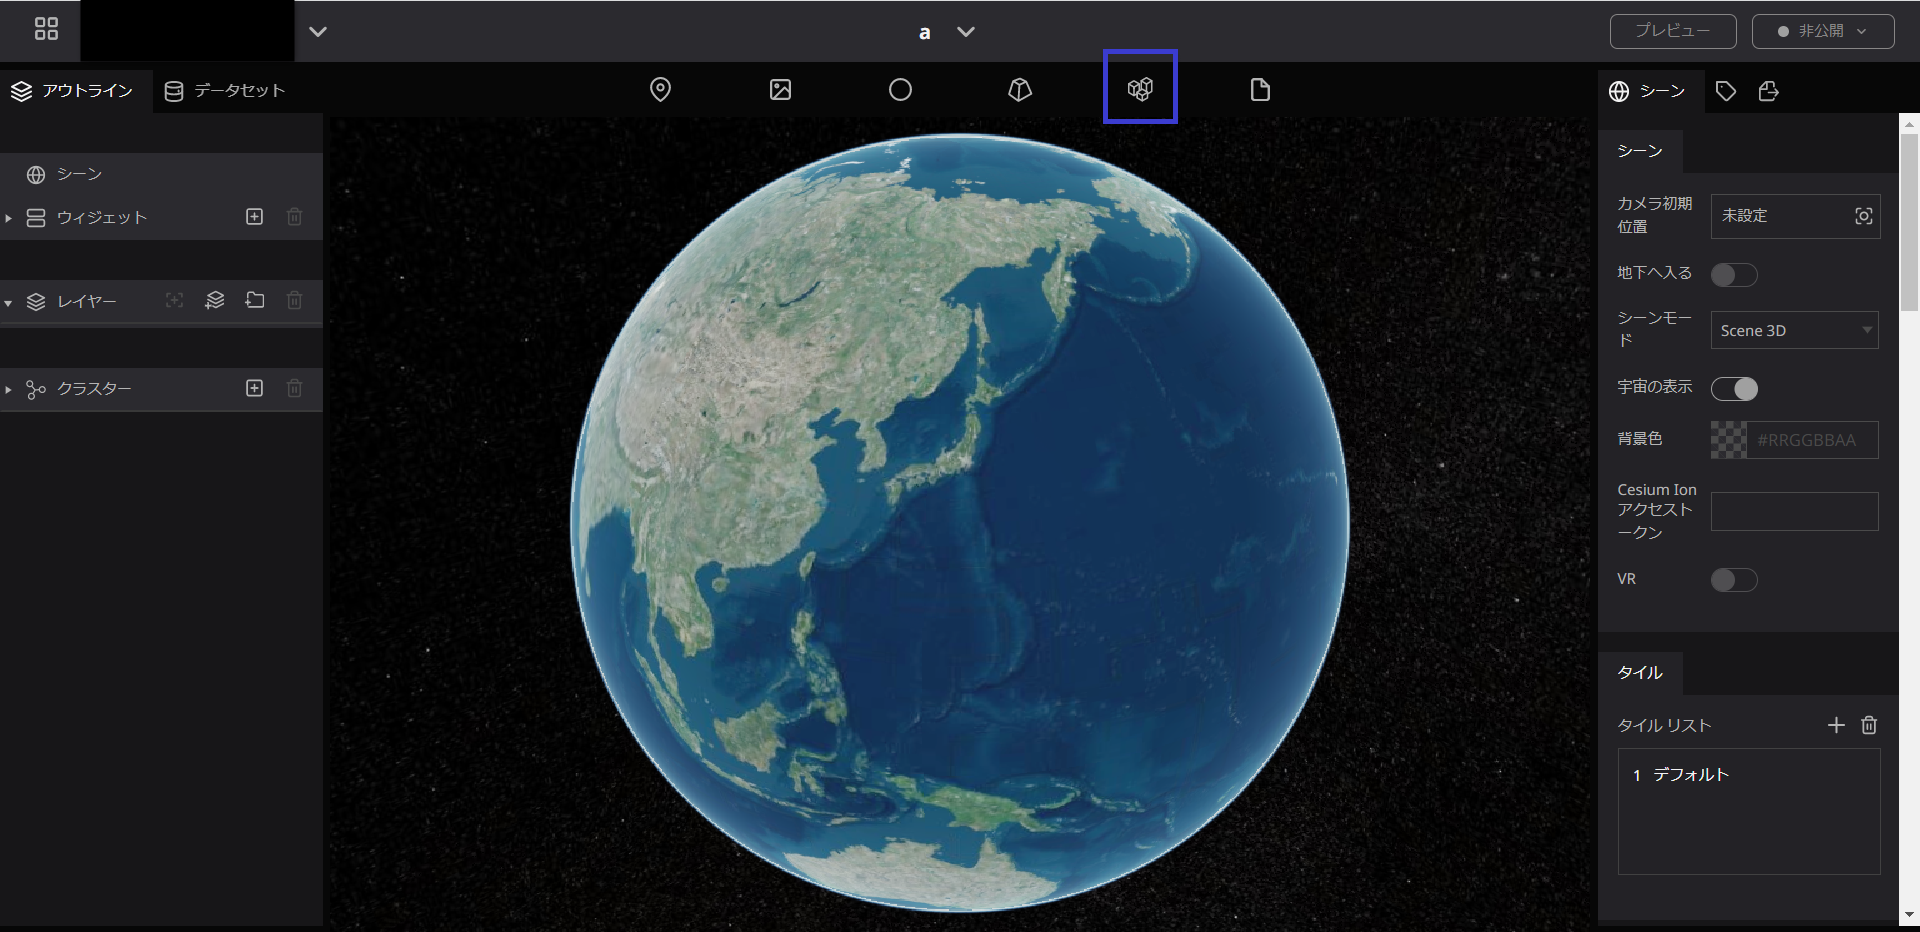 a
プレビュー
非公開
アウトライン
データセット
シーン
シーン
ウィジェット
レイヤー
クラスター
シーン
カメラ初期
位置
未設定
地下へ入る
シーンモー
ド
Scene 3D
宇宙の表示
背景色
#RRGGBBAA
Cesium Ion
アクセスト
ークン
VR
タイル
タイル リスト
1 デフォルト